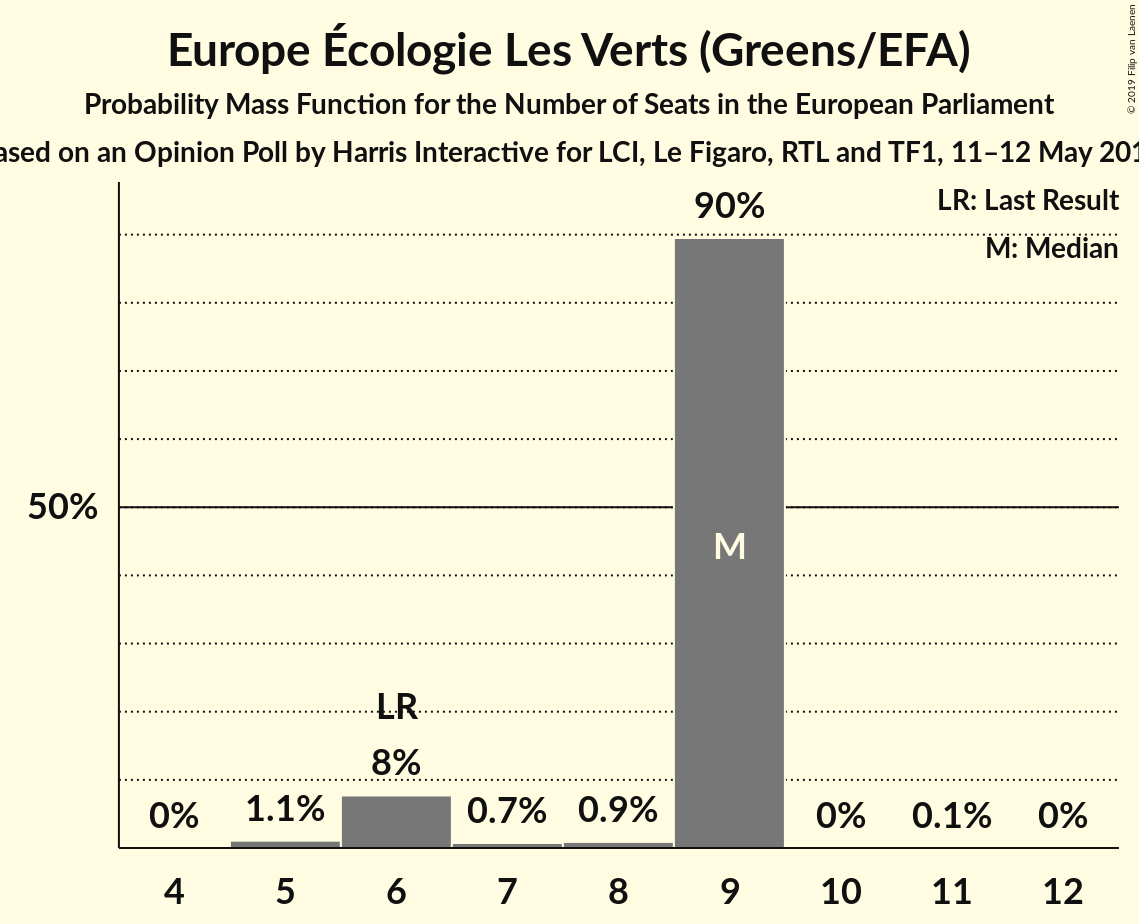 Europe Écologie Les Verts (Greens/EFA)
Probability Mass Function for the Number of Seats in the European Parliament
on an Opinion Poll by Harris Interactive for LCI, Le Figaro, RTL and TF1, 11–12 May
© 2019 Filip van Laenen
LR: Last Result
M: Median
90%
50%
M
LR
8%
0% 1.1% 0.7% 0.9% 0% 0.1% 0%
4 5 6 7 8 9 10 11 12